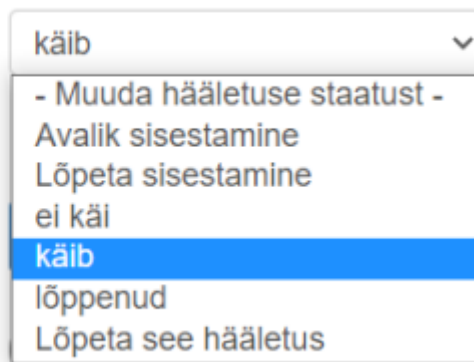 käib
- Muuda hääletuse staatust -
Avalik sisestamine
Lõpeta sisestamine
ei käi
käib
lõppenud
Lõpeta see hääletus